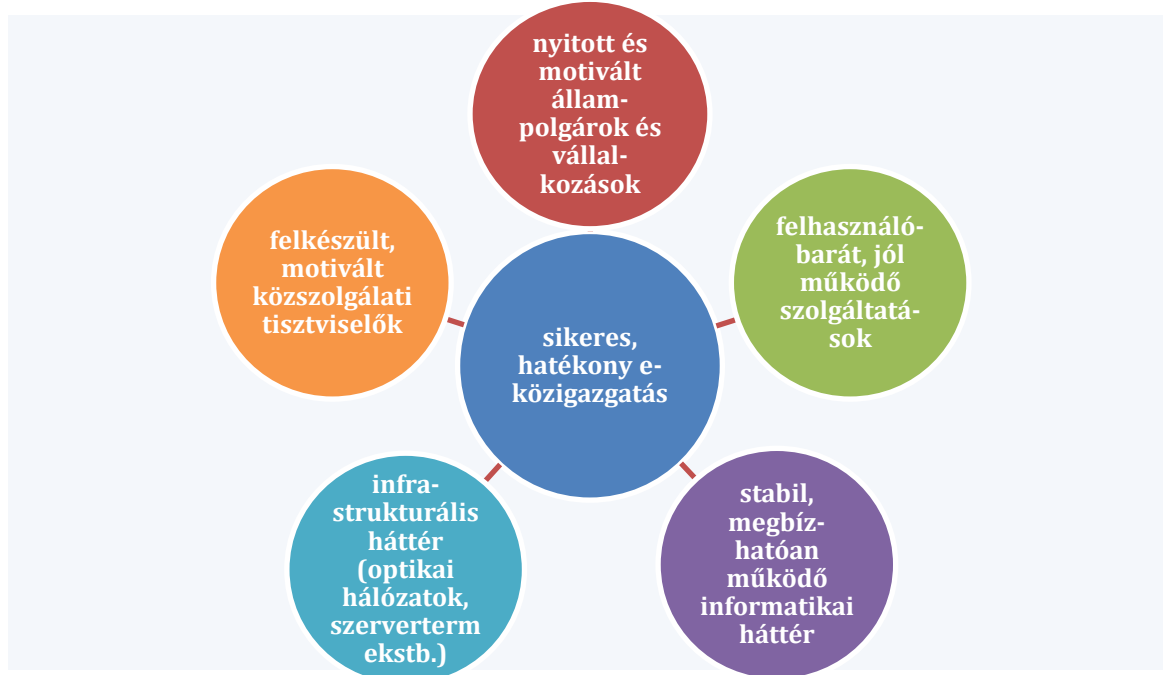 nyitott és
motivált
állam-
polgárok és
vállal-
kozások
felkészült,
motivált
közszolgálati
tisztviselők
felhasználó-
barát, jól
működő
szolgáltatá-
sok
sikeres,
hatékony e-
közigazgatás
infra-
strukturális
háttér
(optikai
hálózatok,
szerverterm
ekstb.)
stabil,
megbíz-
hatóan
működő
informatikai
háttér